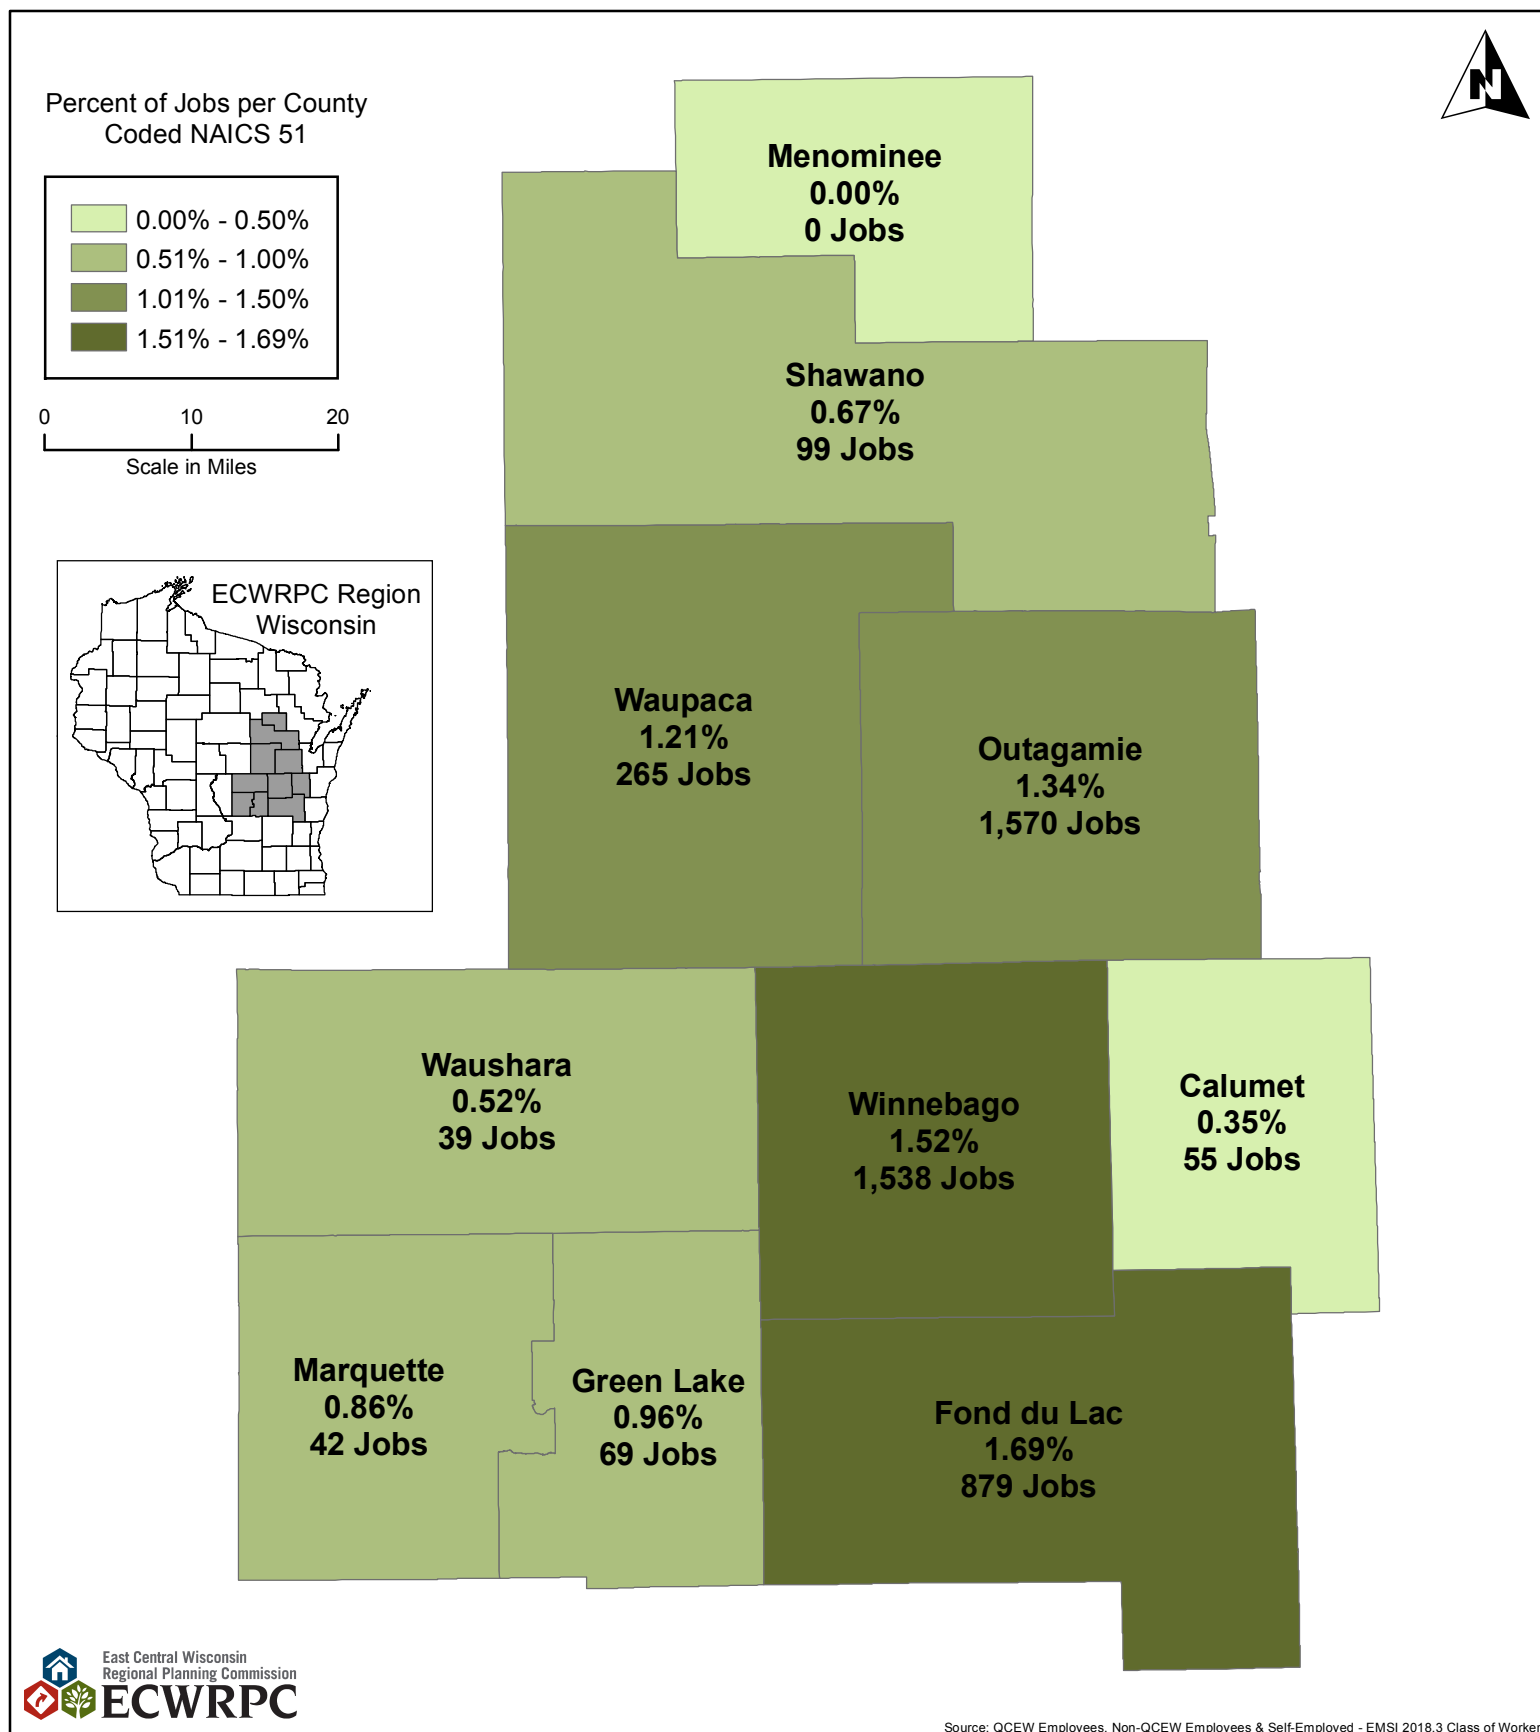 Percent of Jobs per County
Coded NAICS 51
0.00% - 0.50%
0.51% - 1.00%
1.01% - 1.50%
1.51% - 1.69%
0 10 20
Scale in Miles
ECWRPC Region
Wisconsin
N
Menominee
0.00%
0 Jobs
Shawano
0.67%
99 Jobs
Waupaca
1.21%
265 Jobs
Outagamie
1.34%
1,570 Jobs
Waushara
0.52%
39 Jobs
Winnebago
1.52%
1,538 Jobs
Calumet
0.35%
55 Jobs
Marquette
0.86%
42 Jobs
Green Lake
0.96%
69 Jobs
Fond du Lac
1.69%
879 Jobs
East Central Wisconsin
Regional Planning Commission
ECWRPC
Source: QCEW Employees, Non-QCEW Employees & Self-Employed - EMSI 2018.3 Class of Worker